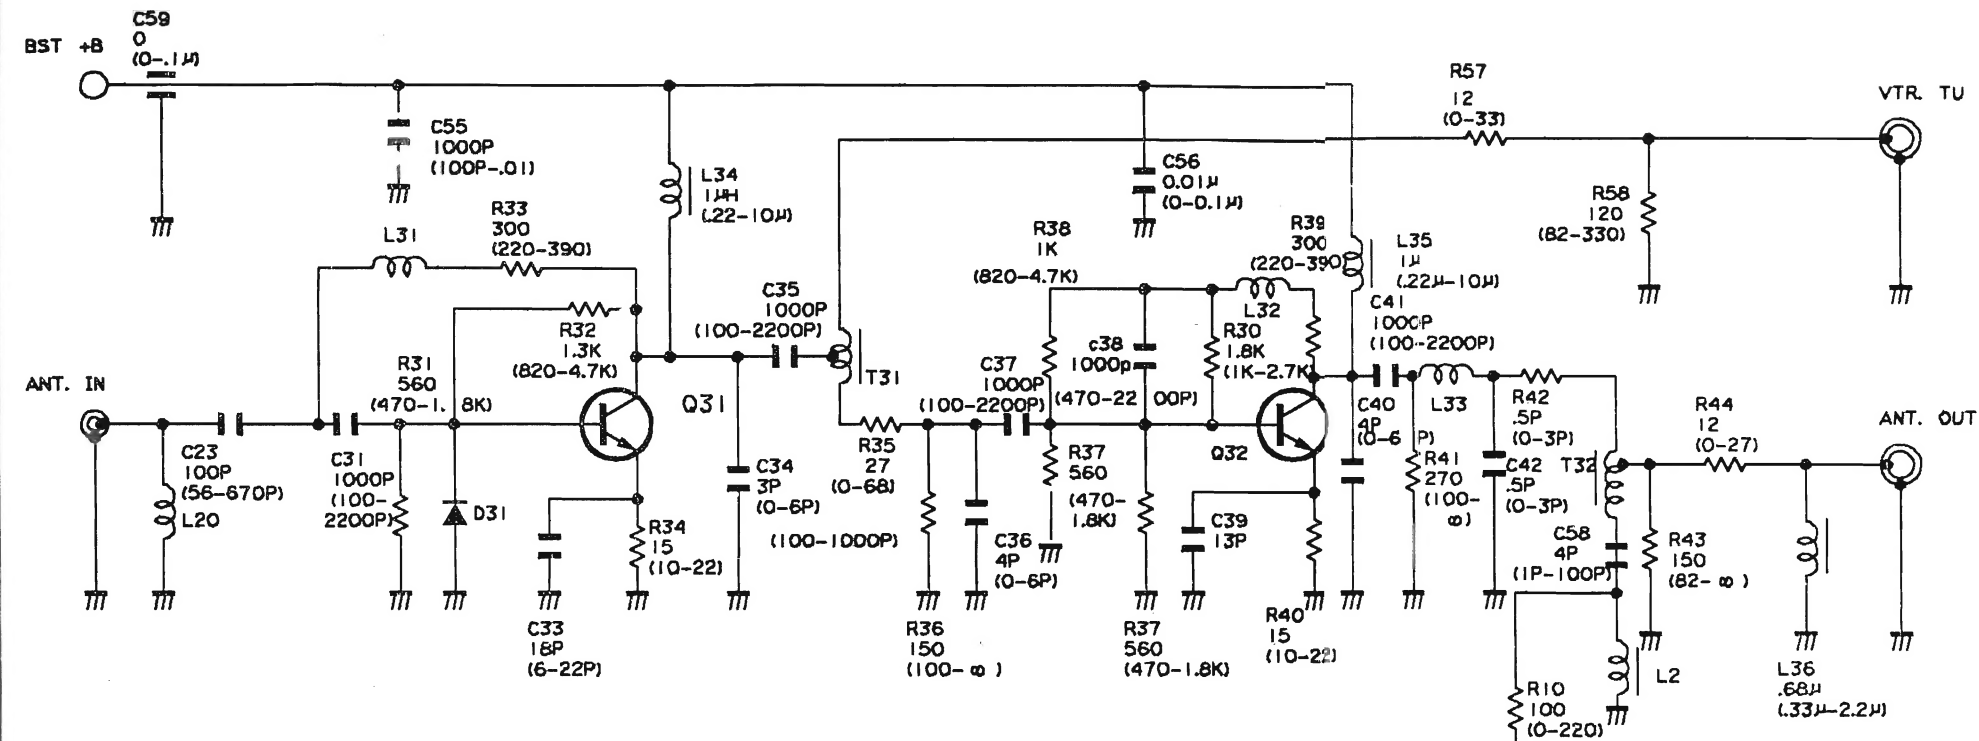 C59
0
(0-.1µ)
BST +B
C55
1000P
(100P-.01)
L34
1µH
(.22-10µ)
R57
12
(0-33)
VTR. TU
C56
0.01µ
(0-0.1µ)
R58
120
(82-330)
L31
R33
300
(220-390)
R38
1K
(820-4.7K)
R39
300
(220-390)
L35
1µ
(.22µ-10µ)
L32
C35
1000P
(100-2200P)
C41
1000P
(100-2200P)
R32
1.3K
(820-4.7K)
R30
1.8K
(1K-2.7K)
c38
1000p
(470-22 00P)
T31
C37
1000P
(100-2200P)
ANT. IN
R31
560
(470-1. 8K)
Q31
L33
C40
4P
(0-6 P)
R42
.5P
(0-3P)
R44
12
(0-27)
ANT. OUT
C23
100P
(56-670P)
L20
C31
1000P
(100-
2200P)
R35
27
(0-68)
R37
560
(470-
1.8K)
Q32
R41
270
(100-
∞)
C42
.5P
(0-3P)
T32
C34
3P
(0-6P)
D31
R34
15
(10-22)
(100-1000P)
C36
4P
(0-6P)
C39
13P
C58
4P
(1P-100P)
R43
150
(82-∞ )
C33
18P
(6-22P)
R36
150
(100-∞ )
R37
560
(470-1.8K)
R40
15
(10-22)
L2
L36
.68µ
(.33µ-2.2µ)
R10
100
(0-220)